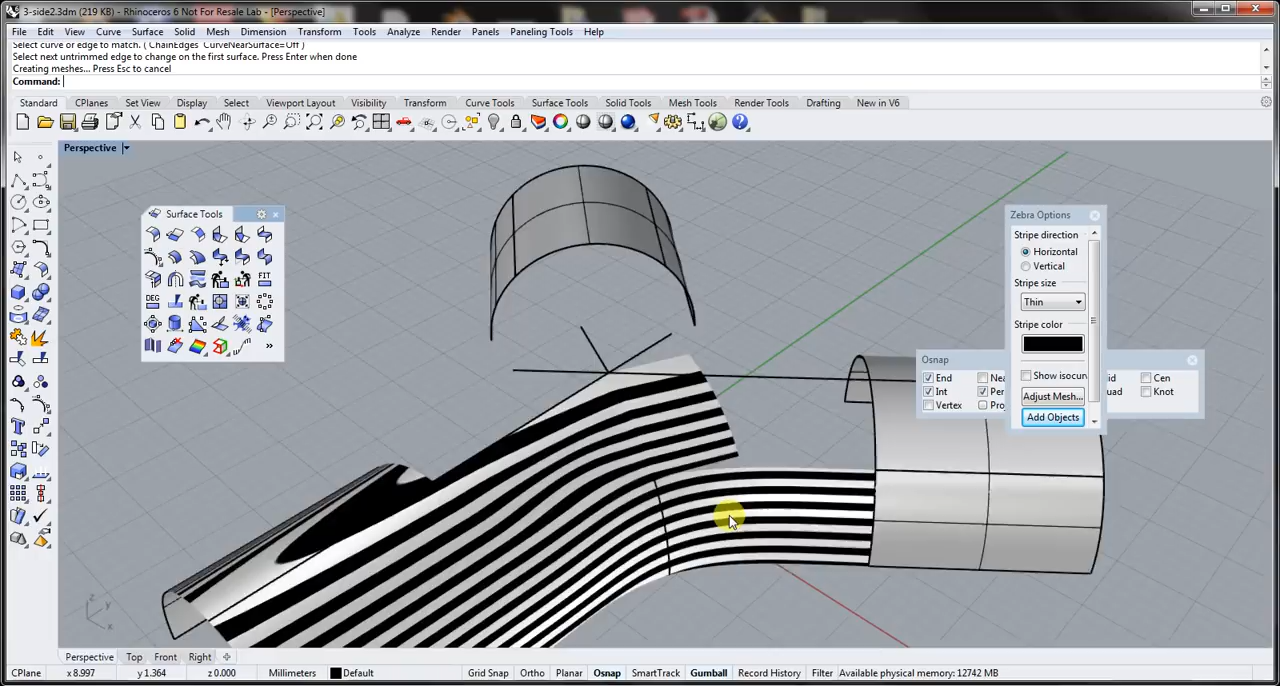 3-side2.3dm (219 KB) - Rhinoceros 6 Not For Resale Lab - [Perspective]
File Edit View Curve Surface Solid Mesh Dimension Transform Tools Analyze Render Panels Paneling Tools Help
Select curve or edge to match. ( ChainEdges CurveNearSurface=Off )
Select next untrimmed edge to change on the first surface. Press Enter when done
Creating meshes... Press Esc to cancel
Command:
Standard CPlanes Set View Display Select Viewport Layout Visibility Transform Curve Tools Surface Tools Solid Tools Mesh Tools Render Tools Drafting New in V6
Perspective
Surface Tools
FIT
DEG
Zebra Options
Stripe direction
Horizontal
Vertical
Stripe size
Thin
Stripe color
Show isocur
Adjust Mesh...
Add Objects
Osnap
End Nea id Cen
Int Per uad Knot
Vertex Pro
z
y
x
Perspective Top Front Right
CPlane x 8.997 y 1.364 z 0.000 Millimeters Default Grid Snap Ortho Planar Osnap SmartTrack Gumball Record History Filter Available physical memory: 12742 MB